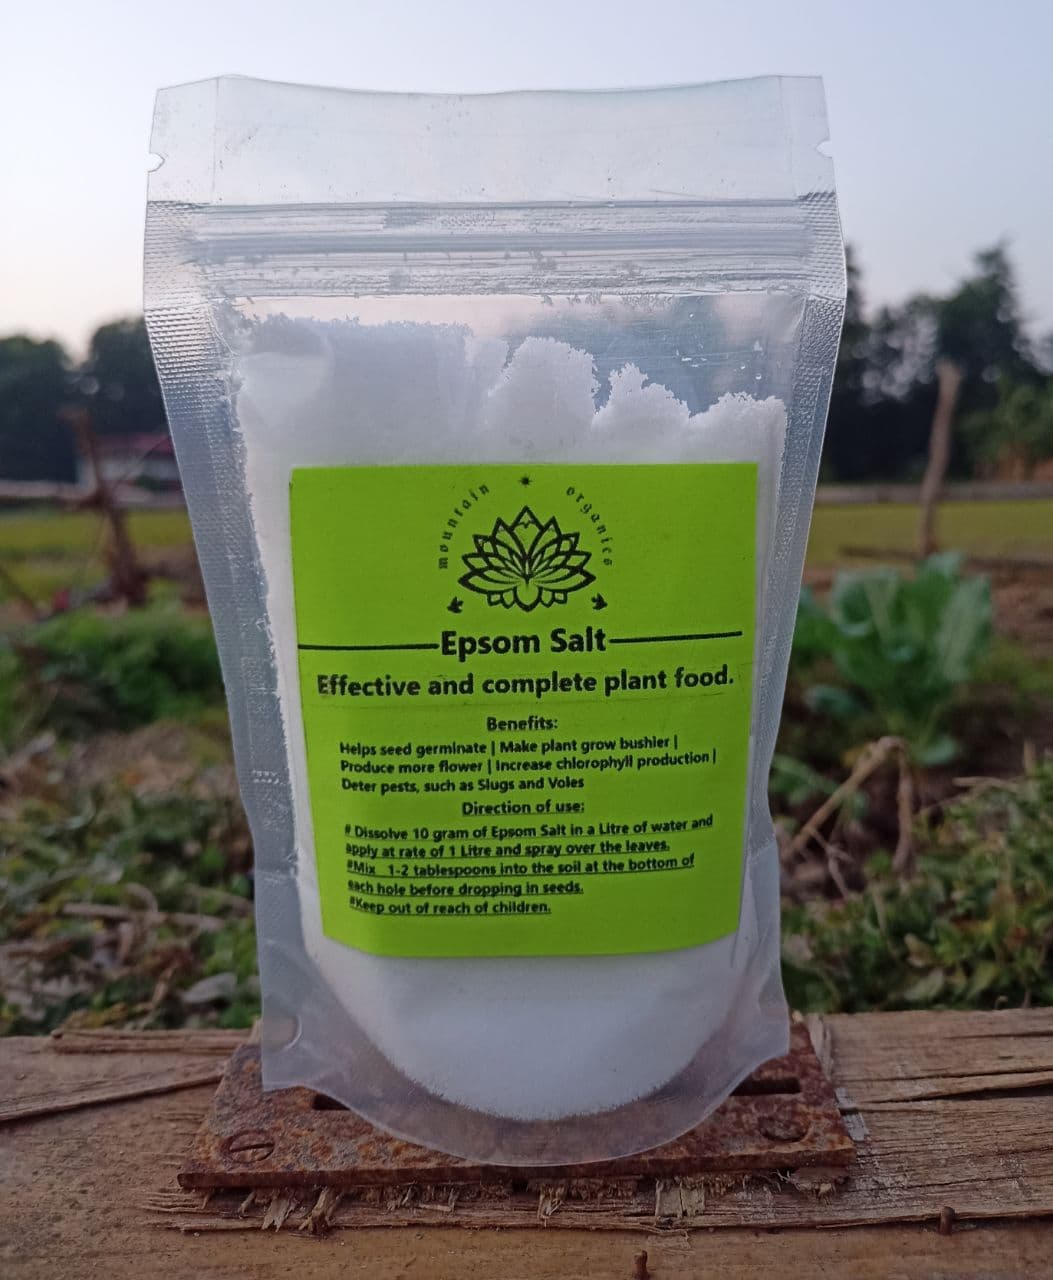 mountain organics
Epsom Salt
Effective and complete plant food.
Benefits:
Helps seed germinate | Make plant grow bushier |
Produce more flower | Increase chlorophyll production |
Deter pests, such as Slugs and Voles
Direction of use:
# Dissolve 10 gram of Epsom Salt in a Litre of water and
apply at rate of 1 Litre and spray over the leaves.
#Mix 1-2 tablespoons into the soil at the bottom of
each hole before dropping in seeds.
#Keep out of reach of children.